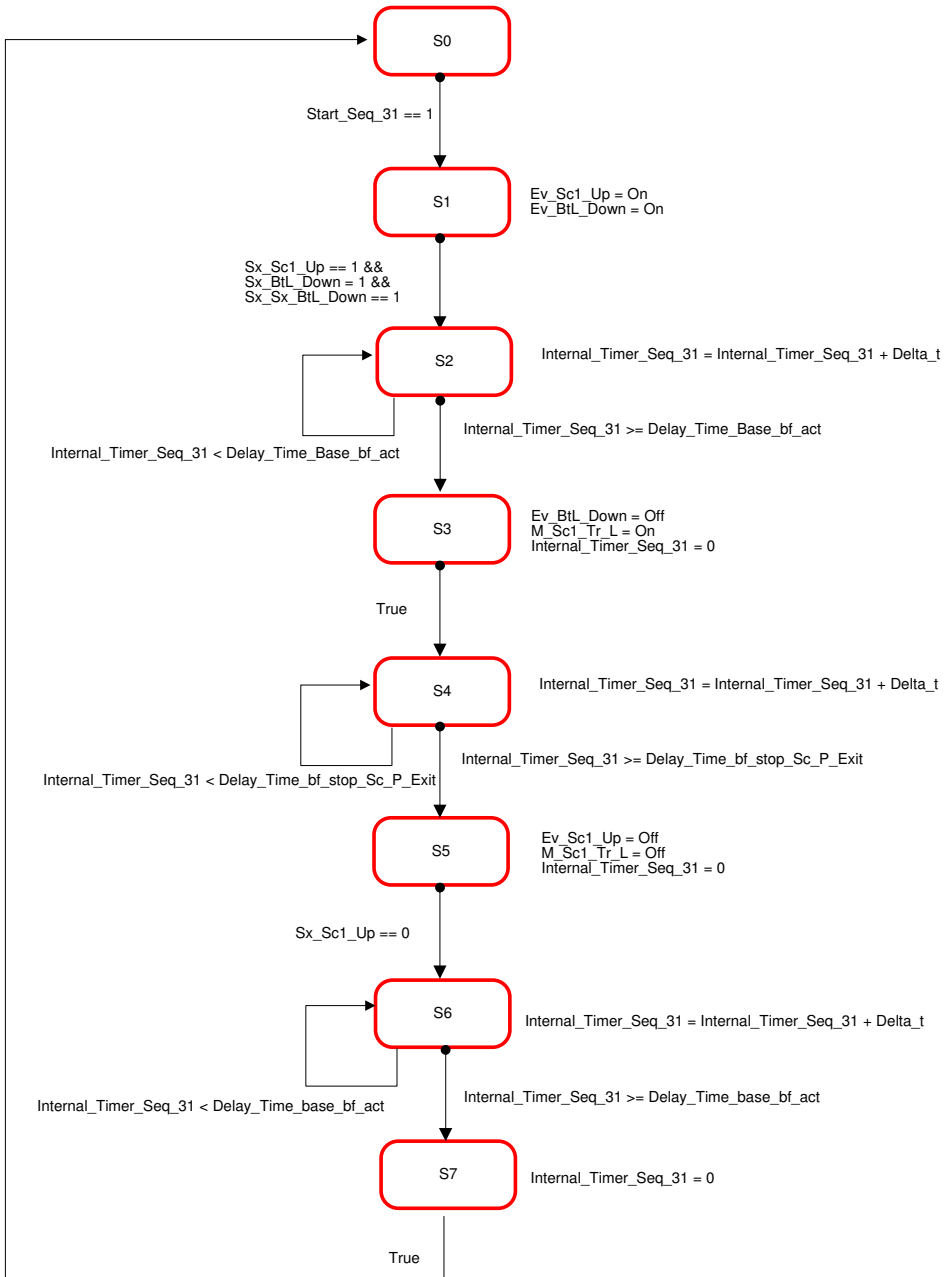 S0
Start_Seq_31 == 1
S1
Ev_Sc1_Up = On
Ev_BtL_Down = On
Sx_Sc1_Up == 1 &&
Sx_BtL_Down = 1 &&
Sx_Sx_BtL_Down == 1
S2
Internal_Timer_Seq_31 = Internal_Timer_Seq_31 + Delta_t
Internal_Timer_Seq_31 >= Delay_Time_Base_bf_act
Internal_Timer_Seq_31 < Delay_Time_Base_bf_act
S3
Ev_BtL_Down = Off
M_Sc1_Tr_L = On
Internal_Timer_Seq_31 = 0
True
S4
Internal_Timer_Seq_31 = Internal_Timer_Seq_31 + Delta_t
Internal_Timer_Seq_31 >= Delay_Time_bf_stop_Sc_P_Exit
Internal_Timer_Seq_31 < Delay_Time_bf_stop_Sc_P_Exit
S5
Ev_Sc1_Up = Off
M_Sc1_Tr_L = Off
Internal_Timer_Seq_31 = 0
Sx_Sc1_Up == 0
S6
Internal_Timer_Seq_31 = Internal_Timer_Seq_31 + Delta_t
Internal_Timer_Seq_31 >= Delay_Time_base_bf_act
Internal_Timer_Seq_31 < Delay_Time_base_bf_act
S7
Internal_Timer_Seq_31 = 0
True